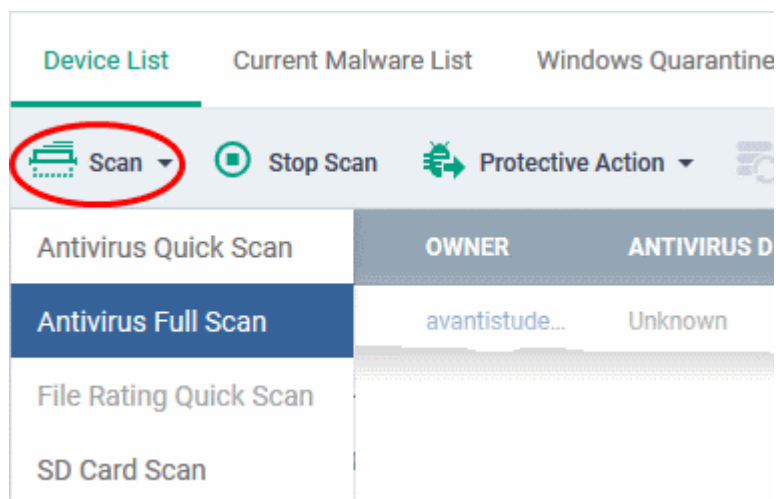 Device List Current Malware List Windows Quarantine
Scan Stop Scan Protective Action
Antivirus Quick Scan OWNER ANTIVIRUS D
Antivirus Full Scan avantistude... Unknown
File Rating Quick Scan
SD Card Scan